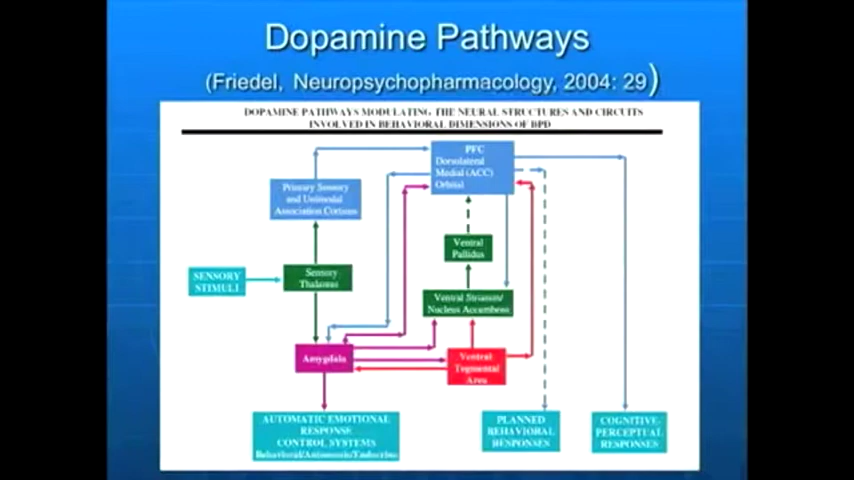 Dopamine Pathways
(Friedel, Neuropsychopharmacology, 2004: 29)
DOPAMINE PATHWAYS MODULATING THE NEURAL STRUCTURES AND CIRCUITS
INVOLVED IN BEHAVIORAL DIMENSIONS OF BPD
PFC
Dorsolateral
Medial (ACC)
Orbital
Primary Sensory
and Unimodal
Association Cortices
Ventral
Pallidus
SENSORY
STIMULI
Sensory
Thalamus
Ventral Striatum/
Nucleus Accumbens
Amygdala
Ventral
Tegmental
Area
AUTOMATIC EMOTIONAL
RESPONSE
CONTROL SYSTEMS
Behavioral/Autonomic/Endocrine
PLANNED
BEHAVIORAL
RESPONSES
COGNITIVE
PERCEPTUAL
RESPONSES